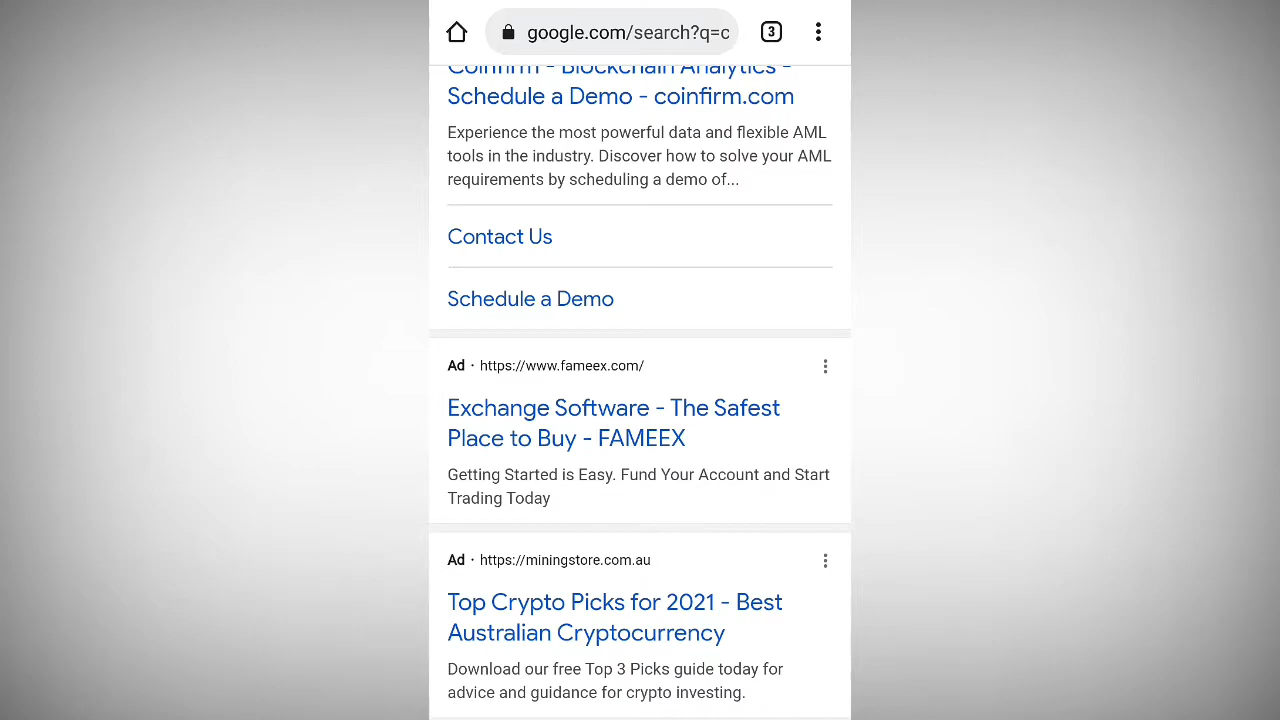 google.com/search?q=c
3
Coinfirm - Blockchain Analytics -
Schedule a Demo - coinfirm.com
Experience the most powerful data and flexible AML
tools in the industry. Discover how to solve your AML
requirements by scheduling a demo of...
Contact Us
Schedule a Demo
Ad · https://www.fameex.com/
Exchange Software - The Safest
Place to Buy - FAMEEX
Getting Started is Easy. Fund Your Account and Start
Trading Today
Ad · https://miningstore.com.au
Top Crypto Picks for 2021 - Best
Australian Cryptocurrency
Download our free Top 3 Picks guide today for
advice and guidance for crypto investing.